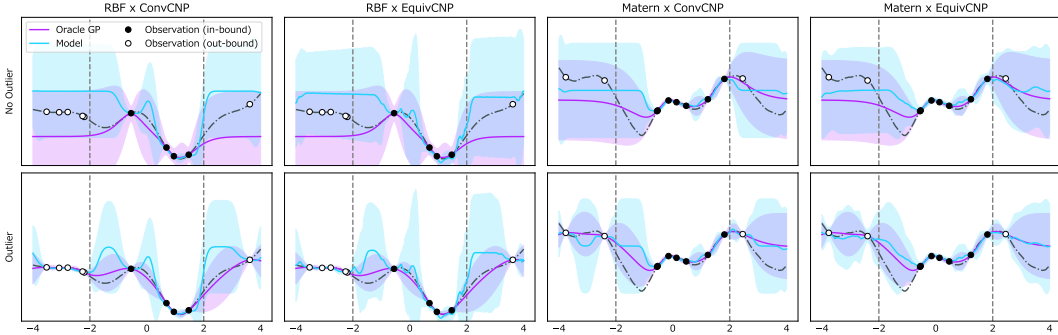 RBF x ConvCNP RBF x EquivCNP Matern x ConvCNP Matern x EquivCNP
Oracle GP Observation (in-bound)
Model Observation (out-bound)
No Outlier
Outlier
−4 −2 0 2 4 −4 −2 0 2 4 −4 −2 0 2 4 −4 −2 0 2 4